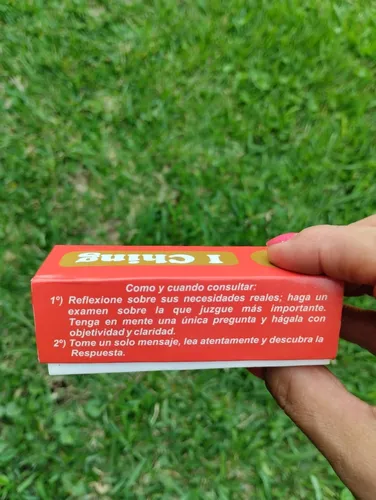 I Ching
Como y cuando consultar:
1º) Reflexione sobre sus necesidades reales; haga un
examen sobre la que juzgue más importante.
Tenga en mente una única pregunta y hágala con
objetividad y claridad.
2º) Tome un solo mensaje, lea atentamente y descubra la
Respuesta.